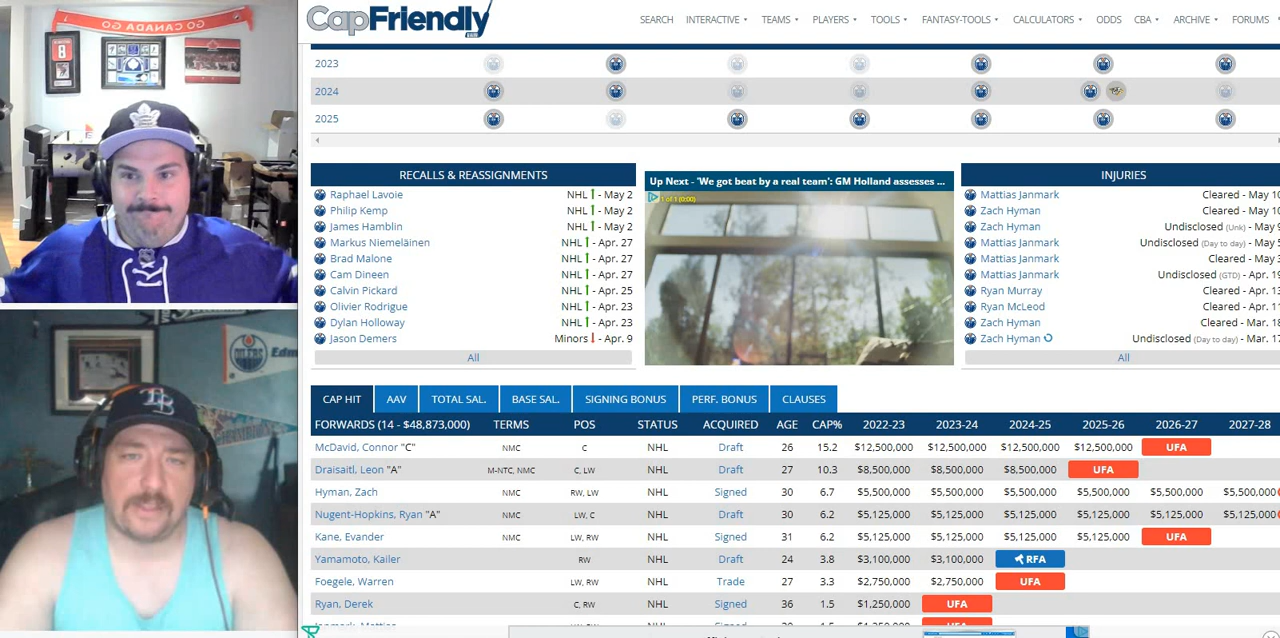 GO CANADA GO
8
CapFriendly
.com
SEARCH INTERACTIVE TEAMS PLAYERS TOOLS FANTASY-TOOLS CALCULATORS ODDS CBA ARCHIVE FORUMS
2023
2024
2025
RECALLS & REASSIGNMENTS
Raphael Lavoie NHL - May 2
Philip Kemp NHL - May 2
James Hamblin NHL - May 2
Markus Niemeläinen NHL - Apr. 27
Brad Malone NHL - Apr. 27
Cam Dineen NHL - Apr. 27
Calvin Pickard NHL - Apr. 25
Olivier Rodrigue NHL - Apr. 23
Dylan Holloway NHL - Apr. 23
Jason Demers Minors - Apr. 9
All
Up Next - 'We got beat by a real team': GM Holland assesses ...
1 of 1 (0:00)
INJURIES
Mattias Janmark Cleared - May 10
Zach Hyman Cleared - May 10
Zach Hyman Undisclosed (Unk) - May 9
Mattias Janmark Undisclosed (Day to day) - May
Mattias Janmark Cleared - May 3
Mattias Janmark Undisclosed (GTD) - Apr. 1
Ryan Murray Cleared - Apr. 1
Ryan McLeod Cleared - Apr. 1
Zach Hyman Cleared - Mar. 18
Zach Hyman Undisclosed (Day to day) - Mar. 17
All
OILERS
Edm
TB
CAP HIT AAV TOTAL SAL. BASE SAL. SIGNING BONUS PERF. BONUS CLAUSES
FORWARDS (14 - $48,873,000) TERMS POS STATUS ACQUIRED AGE CAP% 2022-23 2023-24 2024-25 2025-26 2026-27 2027-28
McDavid, Connor "C" NMC C NHL Draft 26 15.2 $12,500,000 $12,500,000 $12,500,000 $12,500,000 UFA
Draisaitl, Leon "A" M-NTC, NMC C, LW NHL Draft 27 10.3 $8,500,000 $8,500,000 $8,500,000 UFA
Hyman, Zach NMC RW, LW NHL Signed 30 6.7 $5,500,000 $5,500,000 $5,500,000 $5,500,000 $5,500,000 $5,500,000
Nugent-Hopkins, Ryan "A" NMC LW, C NHL Draft 30 6.2 $5,125,000 $5,125,000 $5,125,000 $5,125,000 $5,125,000 $5,125,000
Kane, Evander NMC LW, RW NHL Signed 31 6.2 $5,125,000 $5,125,000 $5,125,000 $5,125,000 UFA
Yamamoto, Kailer RW NHL Draft 24 3.8 $3,100,000 $3,100,000 RFA
Foegele, Warren LW, RW NHL Trade 27 3.3 $2,750,000 $2,750,000 UFA
Ryan, Derek C, RW NHL Signed 36 1.5 $1,250,000 UFA